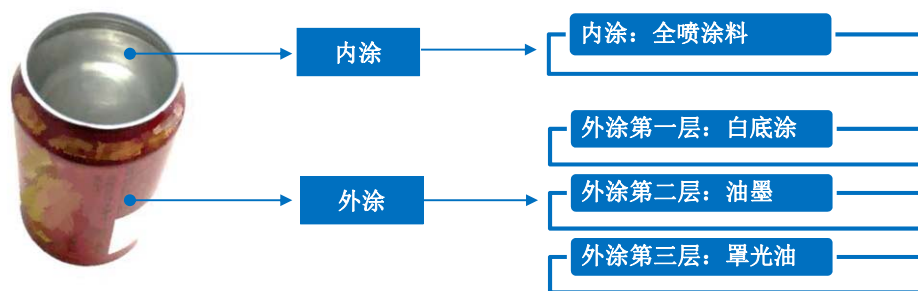 内涂
内涂：全喷涂料
外涂第一层：白底涂
外涂
外涂第二层：油墨
外涂第三层：罩光油